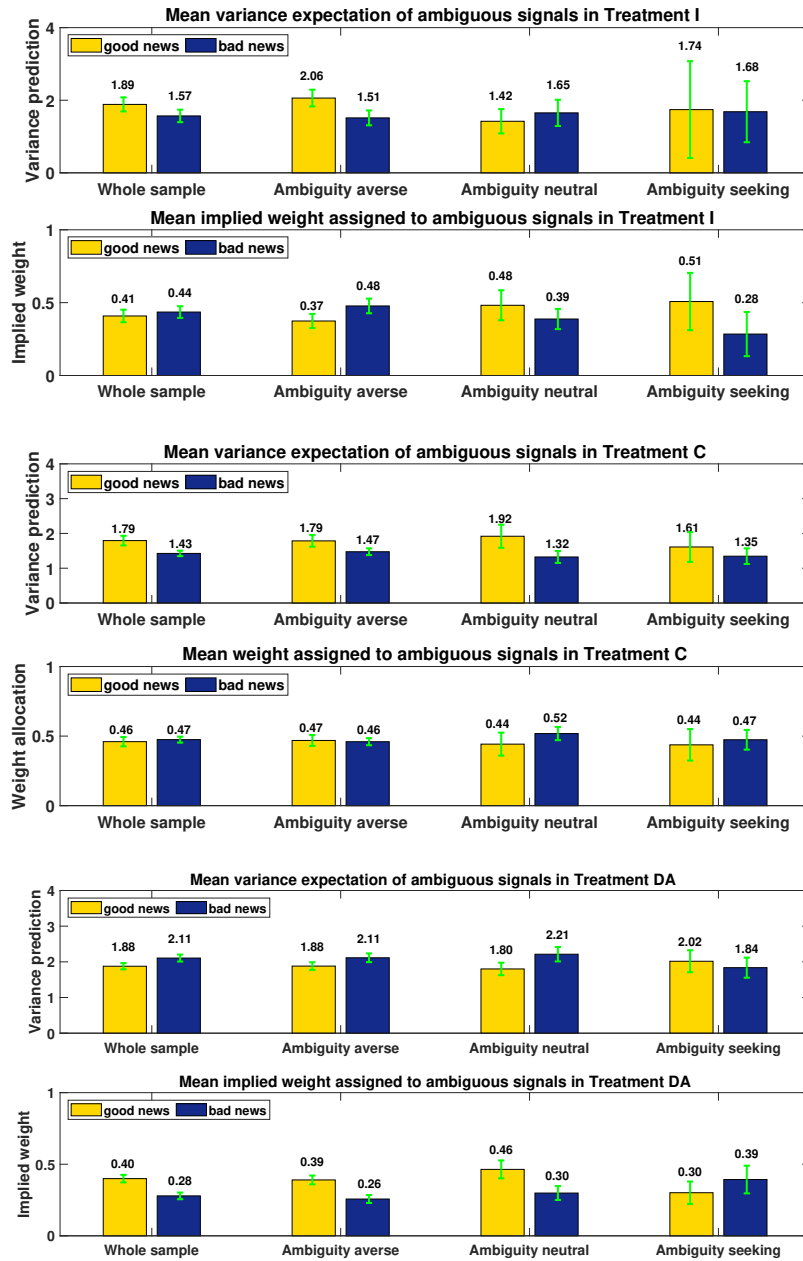 Mean variance expectation of ambiguous signals in Treatment I
Variance prediction
4
2
0
good news bad news
1.89 1.57 2.06 1.51 1.42 1.65 1.74 1.68
Whole sample Ambiguity averse Ambiguity neutral Ambiguity seeking
Mean implied weight assigned to ambiguous signals in Treatment I
Implied weight
1
0.5
0
good news bad news
0.41 0.44 0.37 0.48 0.48 0.39 0.51 0.28
Whole sample Ambiguity averse Ambiguity neutral Ambiguity seeking
Mean variance expectation of ambiguous signals in Treatment C
Variance prediction
4
3
2
1
0
good news bad news
1.79 1.43 1.79 1.47 1.92 1.32 1.61 1.35
Whole sample Ambiguity averse Ambiguity neutral Ambiguity seeking
Mean weight assigned to ambiguous signals in Treatment C
Weight allocation
1
0.5
0
good news bad news
0.46 0.47 0.47 0.46 0.44 0.52 0.44 0.47
Whole sample Ambiguity averse Ambiguity neutral Ambiguity seeking
Mean variance expectation of ambiguous signals in Treatment DA
Variance prediction
4
3
2
1
0
good news bad news
1.88 2.11 1.88 2.11 1.80 2.21 2.02 1.84
Whole sample Ambiguity averse Ambiguity neutral Ambiguity seeking
Mean implied weight assigned to ambiguous signals in Treatment DA
Implied weight
1
0.5
0
good news bad news
0.40 0.28 0.39 0.26 0.46 0.30 0.30 0.39
Whole sample Ambiguity averse Ambiguity neutral Ambiguity seeking